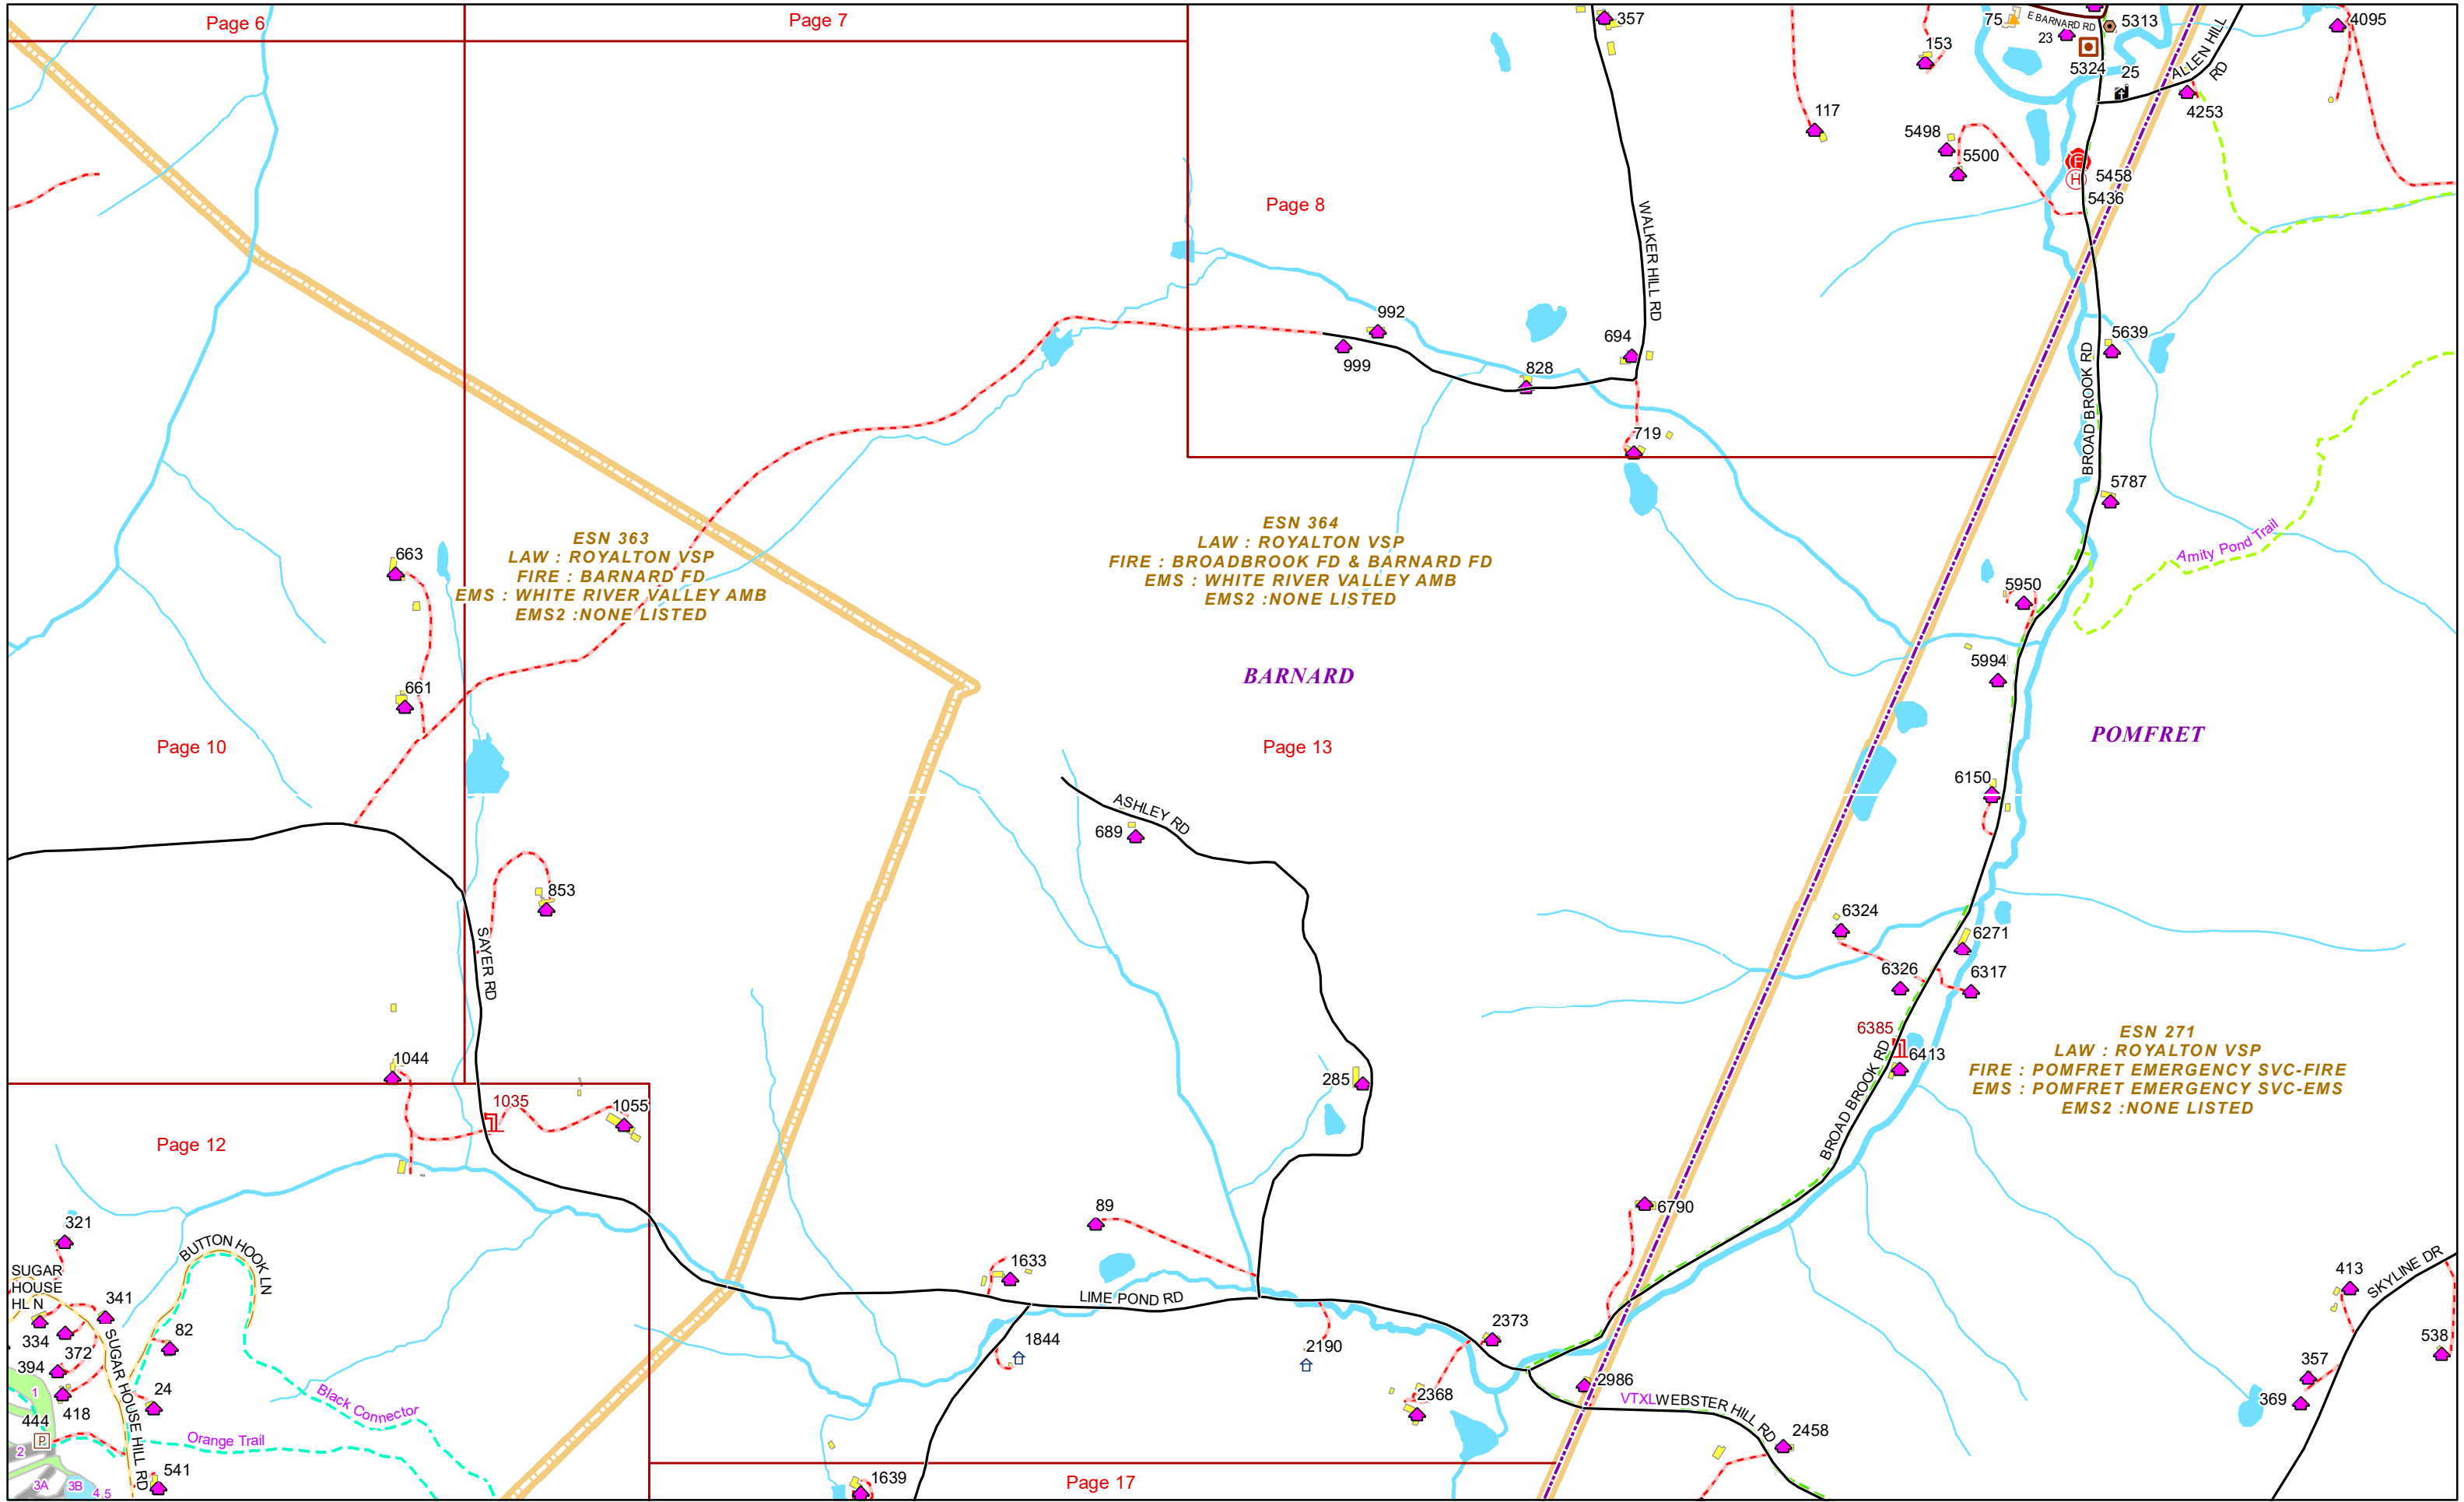 Page 6
Page 7
357
75
E BARNARD RD
5313
4095
23
153
5324
25
ALLEN HILL
RD
117
4253
5498
5500
F
H
5458
5436
Page 8
WALKER HILL RD
992
999
694
828
5639
BROAD BROOK RD
719
5787
Amity Pond Trail
663
ESN 363
LAW : ROYALTON VSP
FIRE : BARNARD FD
EMS : WHITE RIVER VALLEY AMB
EMS2 :NONE LISTED
ESN 364
LAW : ROYALTON VSP
FIRE : BROADBROOK FD & BARNARD FD
EMS : WHITE RIVER VALLEY AMB
EMS2 :NONE LISTED
5950
5994
661
BARNARD
POMFRET
Page 10
Page 13
6150
ASHLEY RD
689
853
SAYER RD
6324
6271
6326
6317
6385
6413
BROAD BROOK RD
ESN 271
LAW : ROYALTON VSP
FIRE : POMFRET EMERGENCY SVC-FIRE
EMS : POMFRET EMERGENCY SVC-EMS
EMS2 :NONE LISTED
1044
285
1035
1055
Page 12
89
6790
321
BUTTON HOOK LN
SUGAR
HOUSE
HL N
1633
LIME POND RD
SKYLINE DR
413
341
334
82
372
394
SUGAR HOUSE HILL RD
1844
2190
2373
538
357
369
1
24
418
444
Black Connector
2368
2986
VTXL
WEBSTER HILL RD
2458
P
2
Orange Trail
541
3A
3B
4.5
1639
Page 17